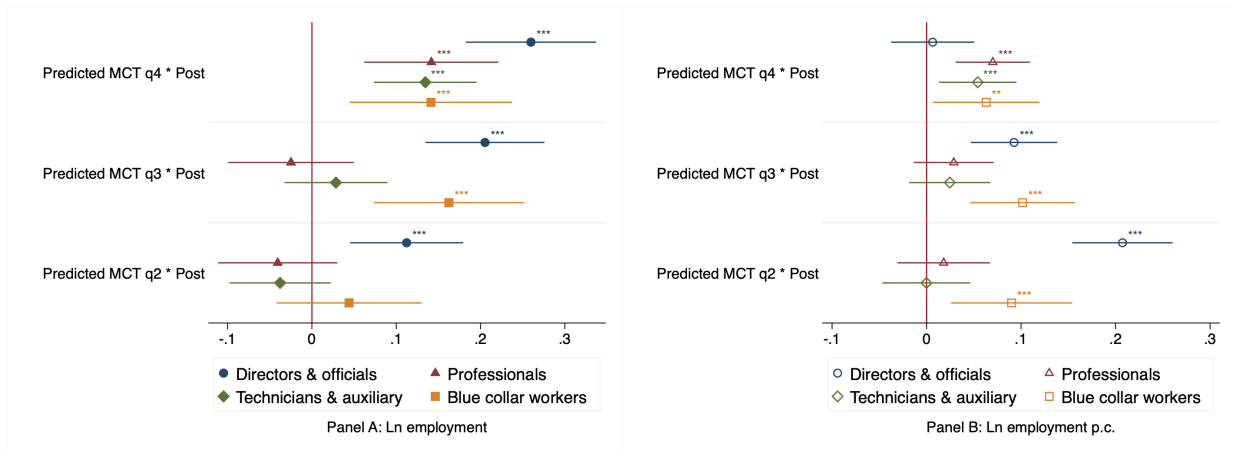 ***
Predicted MCT q4 * Post
***
***
***
Predicted MCT q3 * Post
***
***
Predicted MCT q2 * Post
***
-.1 0 .1 .2 .3
Directors & officials Professionals
Technicians & auxiliary Blue collar workers
Panel A: Ln employment
Predicted MCT q4 * Post
***
***
**
Predicted MCT q3 * Post
***
***
Predicted MCT q2 * Post
***
***
-.1 0 .1 .2 .3
Directors & officials Professionals
Technicians & auxiliary Blue collar workers
Panel B: Ln employment p.c.